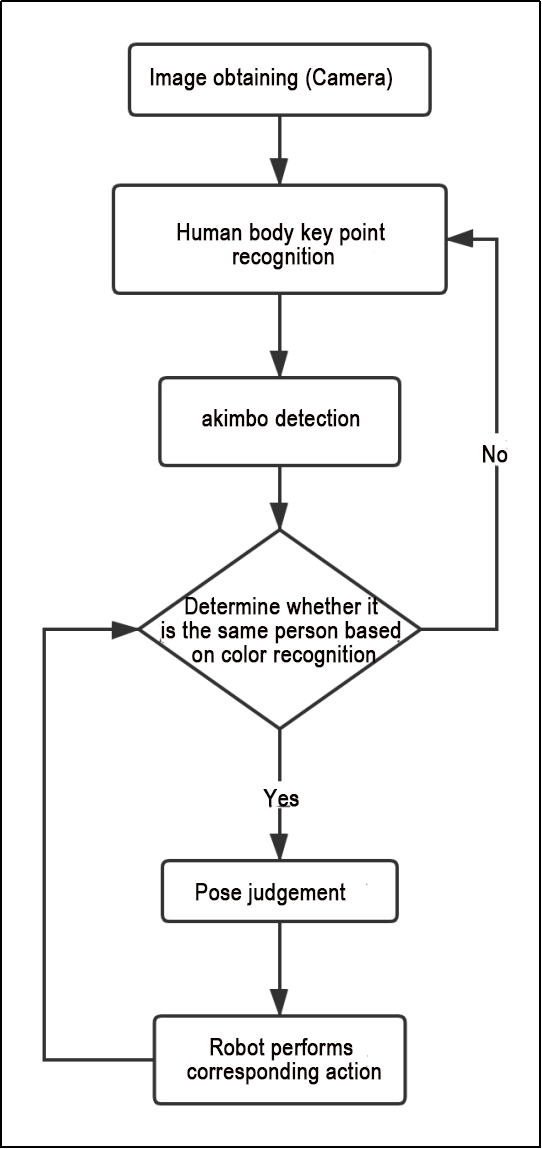 Image obtaining (Camera)
Human body key point
recognition
akimbo detection
No
Determine whether it
is the same person based
on color recognition
Yes
Pose judgement
Robot performs
corresponding action